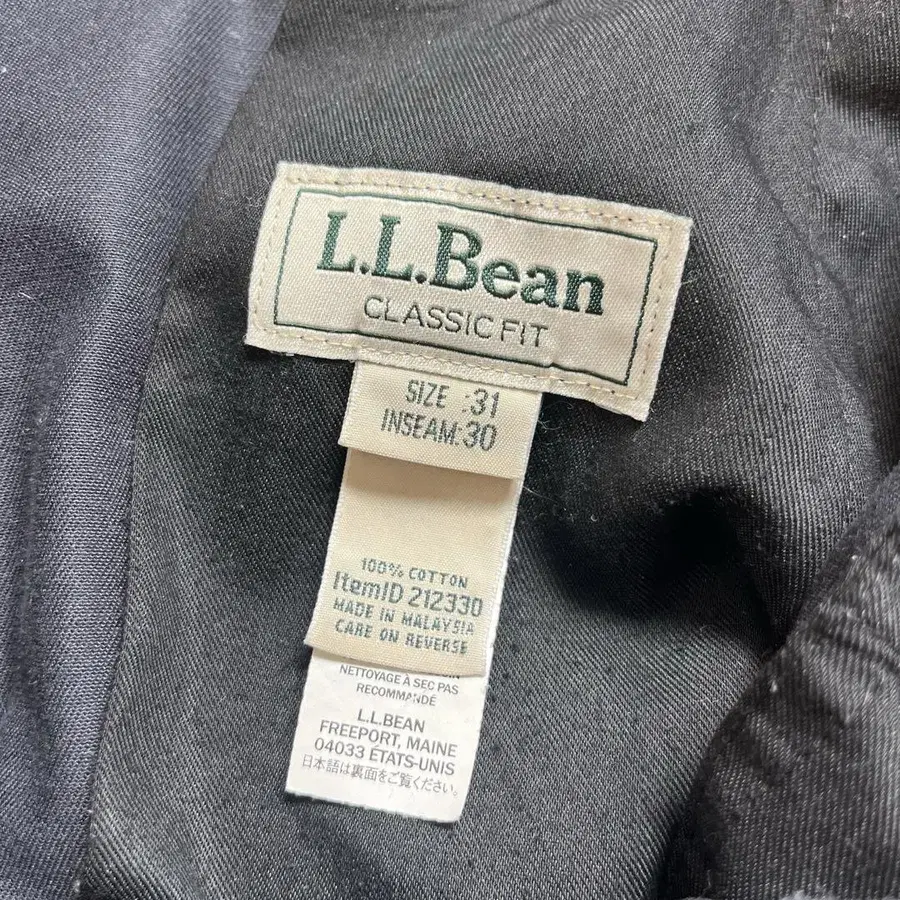 L.L.Bean
CLASSIC FIT
SIZE :31
INSEAM:30
100% COTTON
ItemID 212330
MADE IN MALAYSIA
CARE ON REVERSE
NETTOYAGE À SEC PAS
RECOMMANDÉ
L.L.BEAN
FREEPORT, MAINE
04033 ÉTATS-UNIS
日本語は裏面をご覧ください。